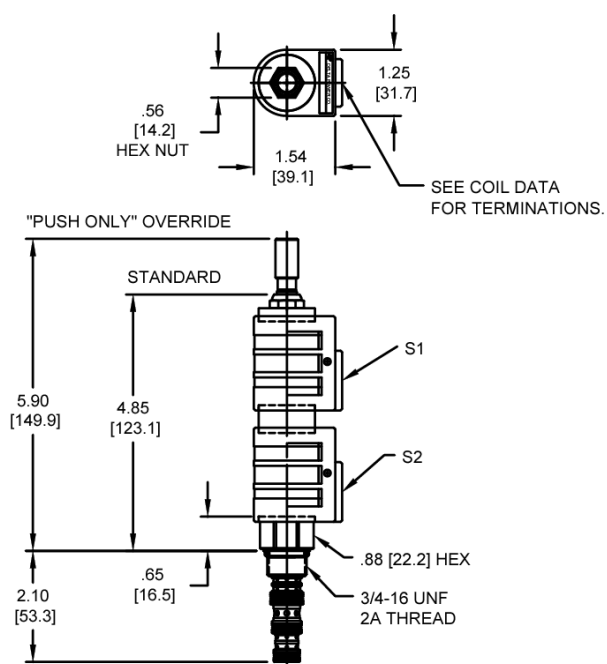 1.25
[31.7]
.56
[14.2]
HEX NUT
1.54
[39.1]
SEE COIL DATA
FOR TERMINATIONS.
"PUSH ONLY" OVERRIDE
STANDARD
S1
5.90
[149.9]
4.85
[123.1]
S2
.88 [22.2] HEX
.65
[16.5]
2.10
[53.3]
3/4-16 UNF
2A THREAD